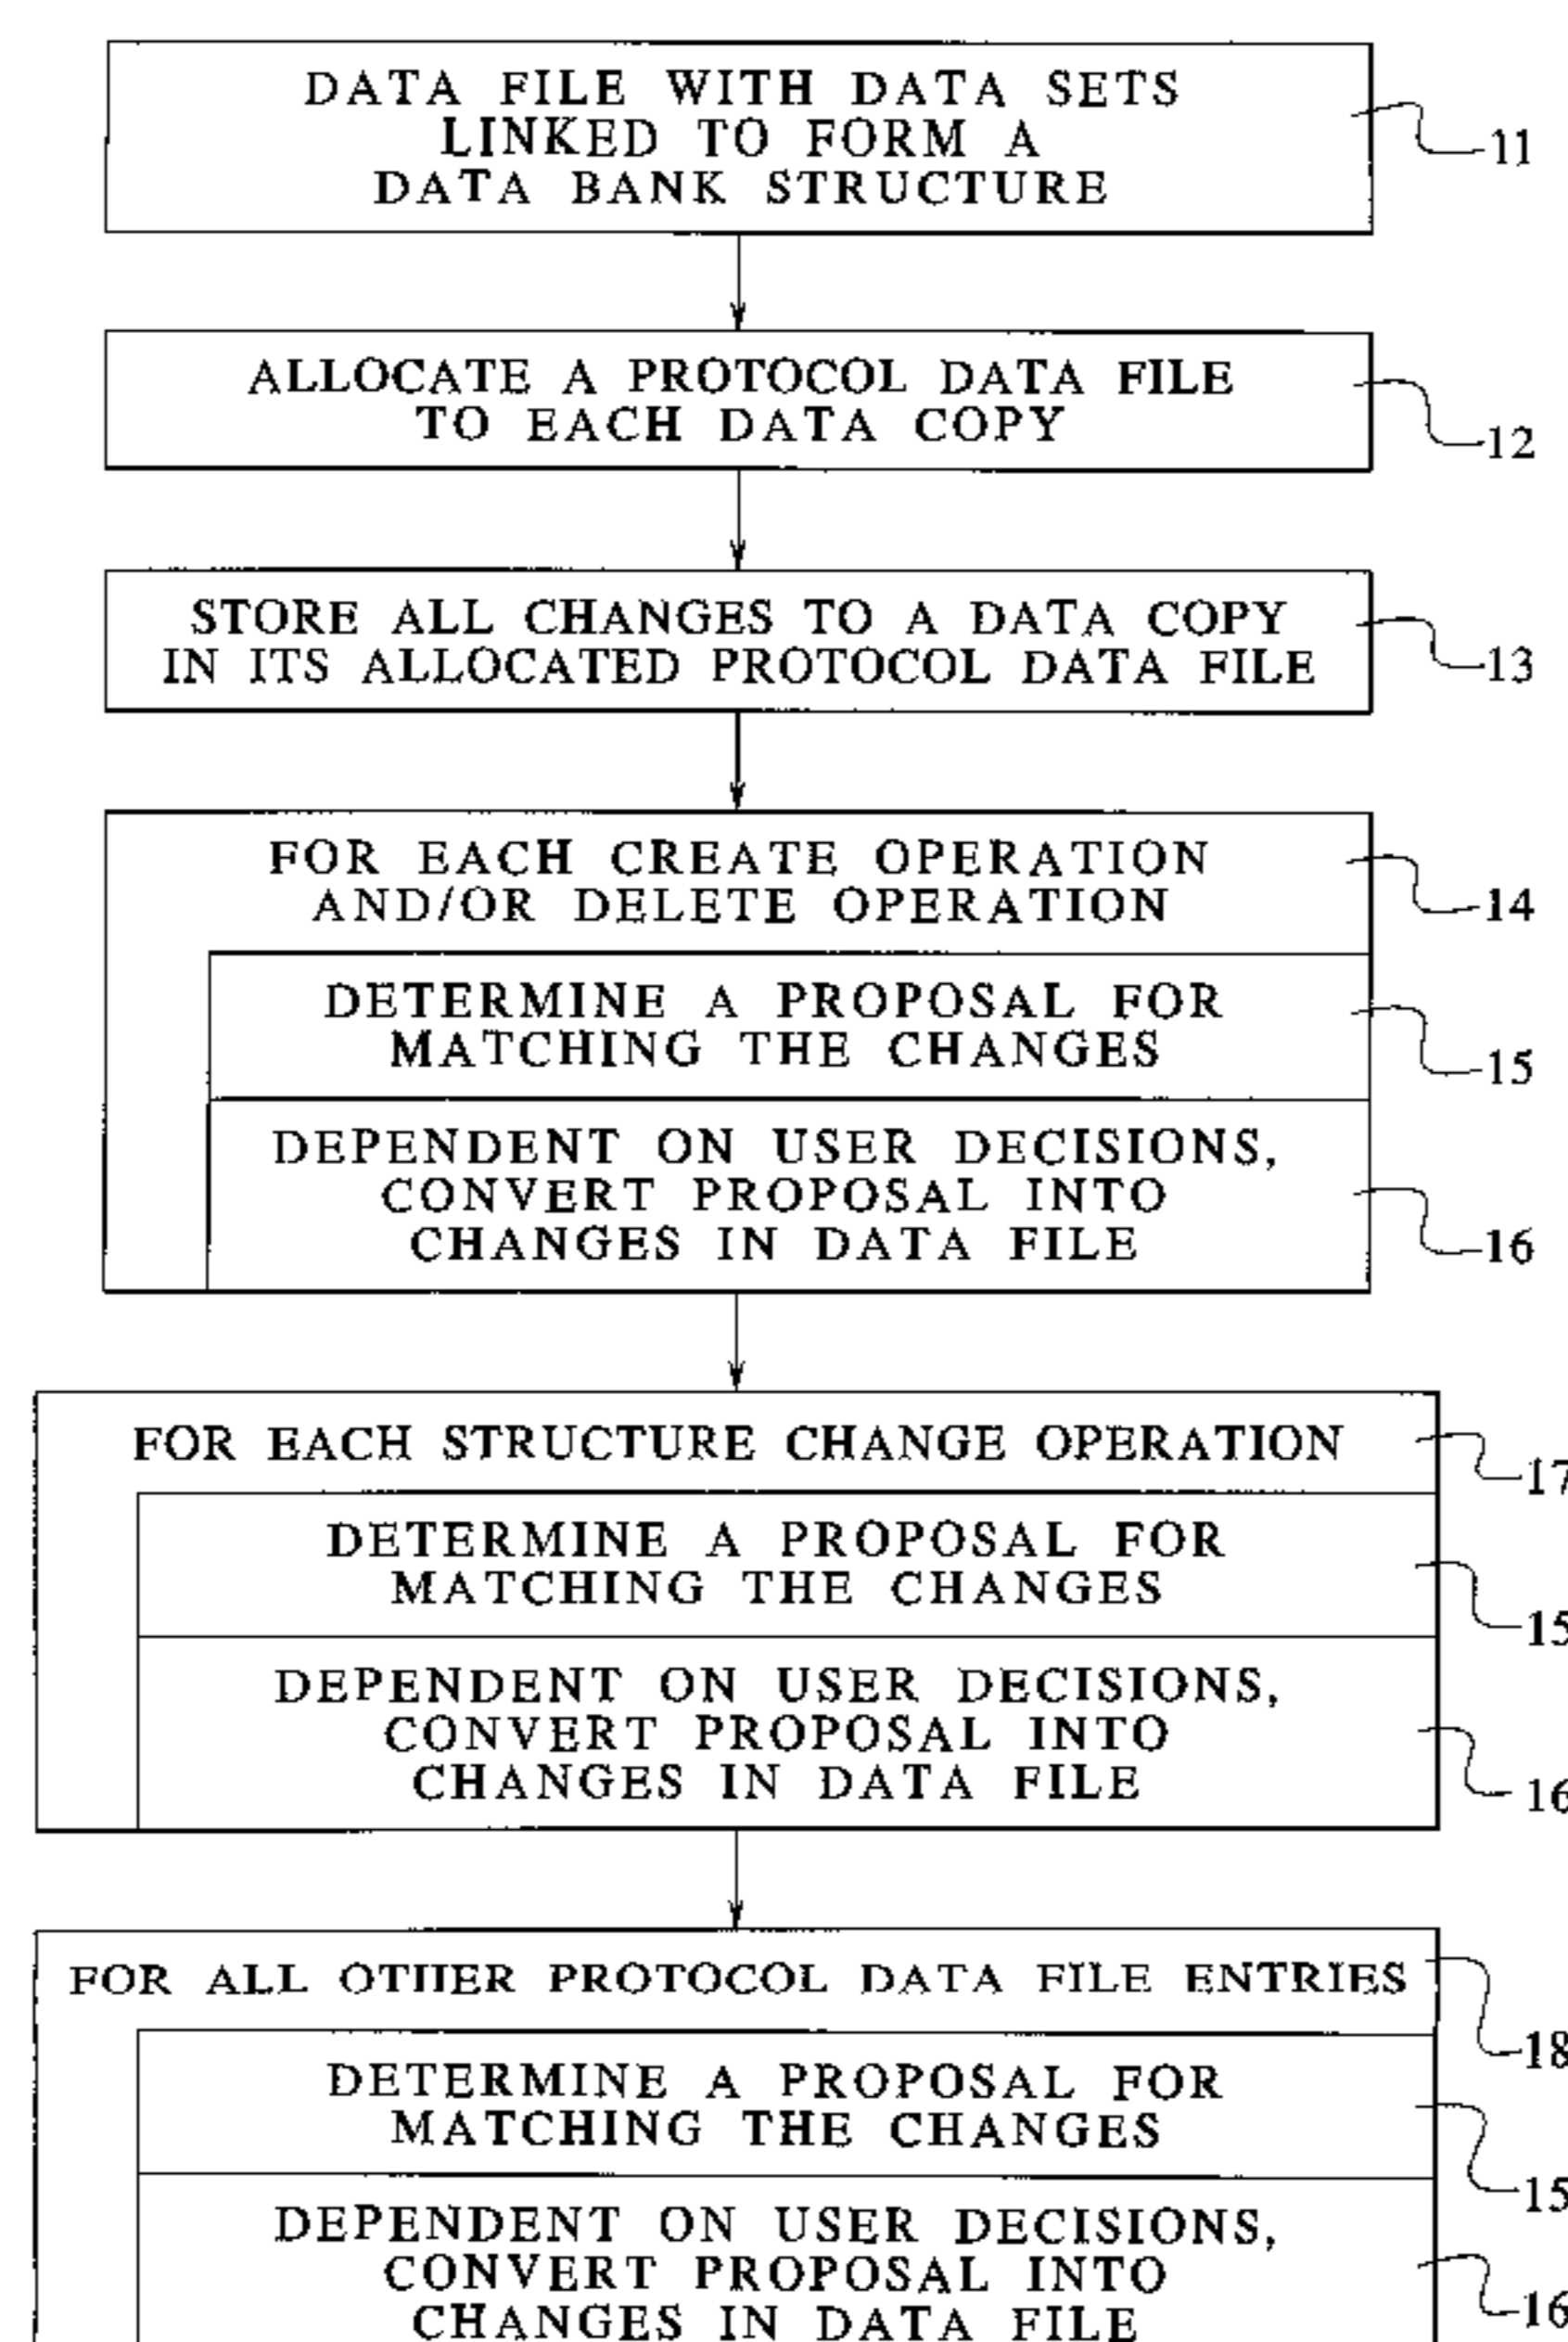 DATA FILE WITH DATA SETS
LINKED TO FORM A
DATA BANK STRUCTURE
11
ALLOCATE A PROTOCOL DATA FILE
TO EACH DATA COPY
12
STORE ALL CHANGES TO A DATA COPY
IN ITS ALLOCATED PROTOCOL DATA FILE
13
FOR EACH CREATE OPERATION
AND/OR DELETE OPERATION
14
DETERMINE A PROPOSAL FOR
MATCHING THE CHANGES
15
DEPENDENT ON USER DECISIONS,
CONVERT PROPOSAL INTO
CHANGES IN DATA FILE
16
FOR EACH STRUCTURE CHANGE OPERATION
17
DETERMINE A PROPOSAL FOR
MATCHING THE CHANGES
15
DEPENDENT ON USER DECISIONS,
CONVERT PROPOSAL INTO
CHANGES IN DATA FILE
16
FOR ALL OTHER PROTOCOL DATA FILE ENTRIES
18
DETERMINE A PROPOSAL FOR
MATCHING THE CHANGES
15
DEPENDENT ON USER DECISIONS,
CONVERT PROPOSAL INTO
CHANGES IN DATA FILE
16